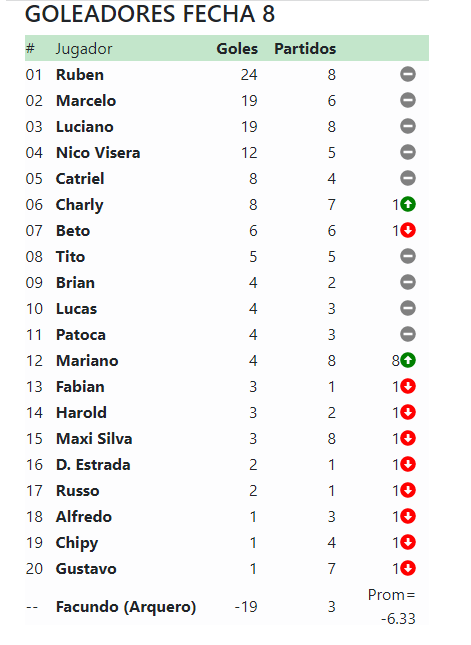 GOLEADORES FECHA 8
# Jugador Goles Partidos
01 Ruben 24 8
02 Marcelo 19 6
03 Luciano 19 8
04 Nico Visera 12 5
05 Catriel 8 4
06 Charly 8 7 1
07 Beto 6 6 1
08 Tito 5 5
09 Brian 4 2
10 Lucas 4 3
11 Patoca 4 3
12 Mariano 4 8 8
13 Fabian 3 1 1
14 Harold 3 2 1
15 Maxi Silva 3 8 1
16 D. Estrada 2 1 1
17 Russo 2 1 1
18 Alfredo 1 3 1
19 Chipy 1 4 1
20 Gustavo 1 7 1
-- Facundo (Arquero) -19 3 Prom=
-6.33